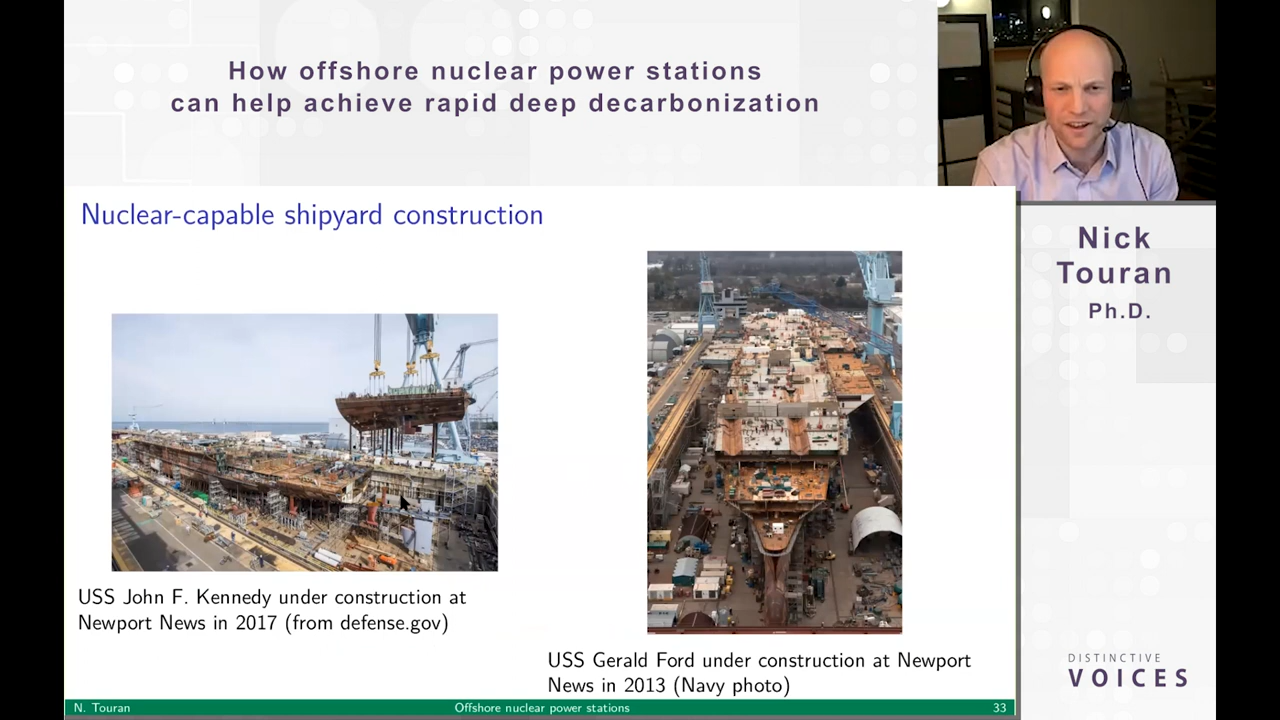 How offshore nuclear power stations
can help achieve rapid deep decarbonization
Nuclear-capable shipyard construction
USS John F. Kennedy under construction at
Newport News in 2017 (from defense.gov)
USS Gerald Ford under construction at Newport
News in 2013 (Navy photo)
N. Touran
Offshore nuclear power stations
33
Nick
Touran
Ph.D.
DISTINCTIVE
VOICES